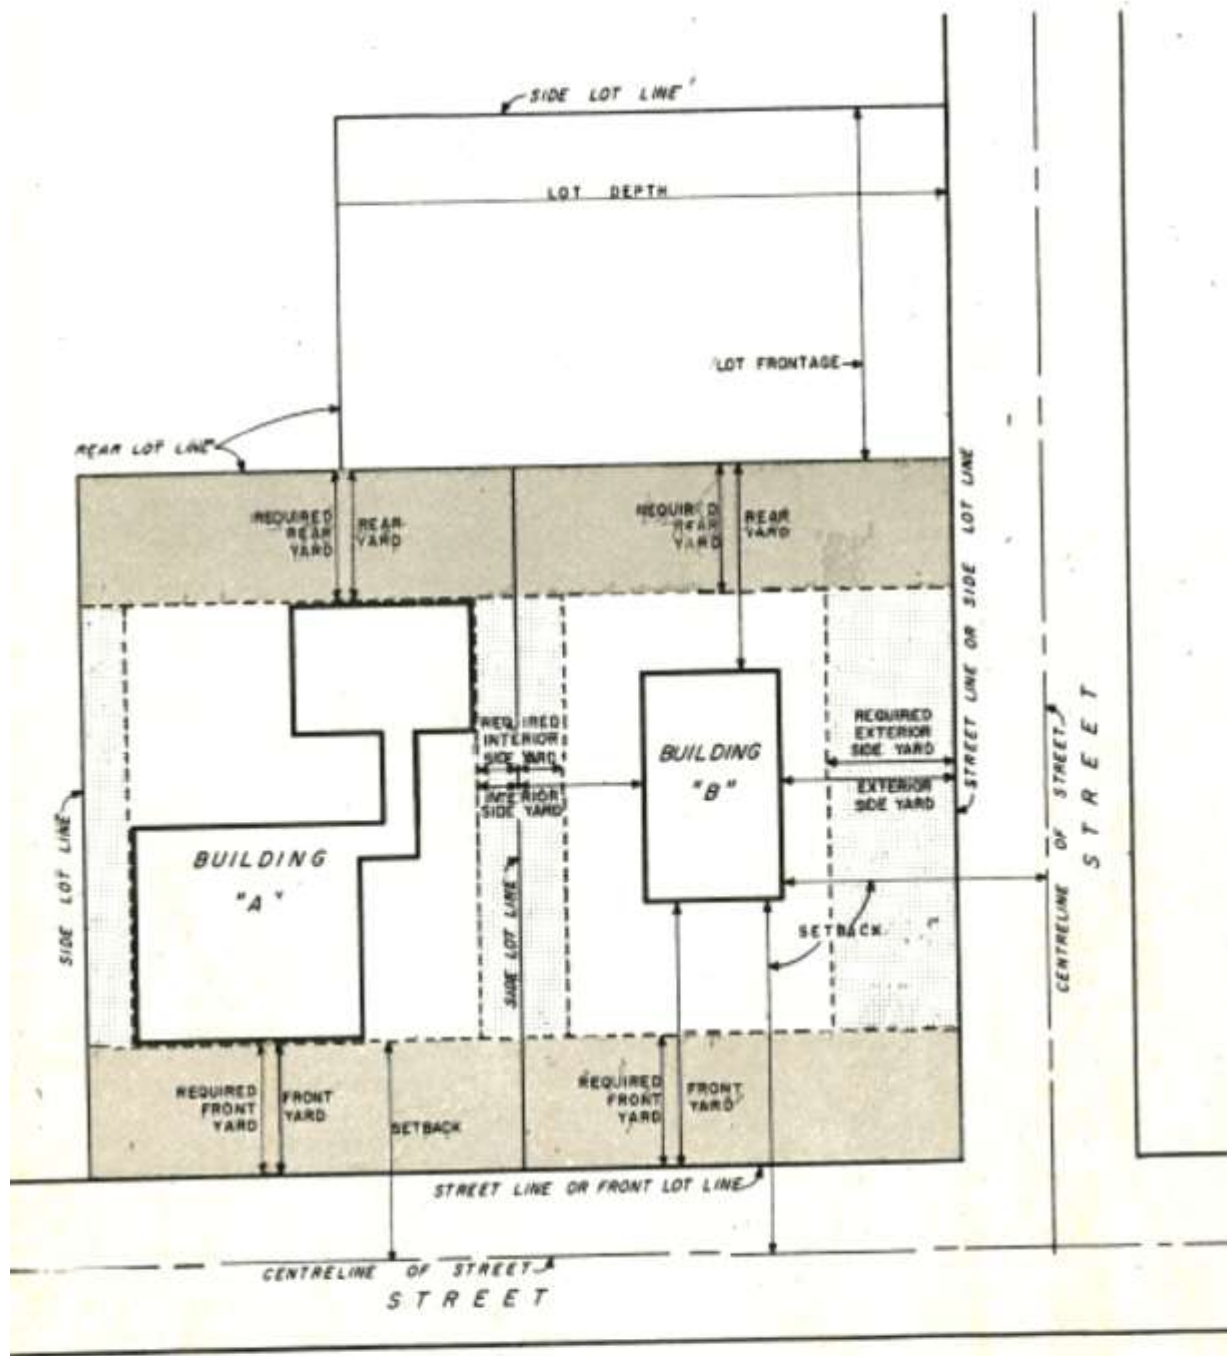 SIDE LOT LINE
LOT DEPTH
LOT FRONTAGE
REAR LOT LINE
REQUIRED
REAR
YARD
REAR
YARD
REQUIRED
REAR
YARD
REAR
YARD
STREET LINE OR SIDE LOT LINE
REQUIRED
INTERIOR
SIDE YARD
INTERIOR
SIDE YARD
BUILDING
"B"
REQUIRED
EXTERIOR
SIDE YARD
EXTERIOR
SIDE YARD
CENTRELINE OF STREET
STREET
SIDE LOT LINE
BUILDING
"A"
SIDE LOT LINE
SETBACK
REQUIRED
FRONT
YARD
FRONT
YARD
SETBACK
REQUIRED
FRONT
YARD
FRONT
YARD
STREET LINE OR FRONT LOT LINE
CENTRELINE OF STREET
STREET